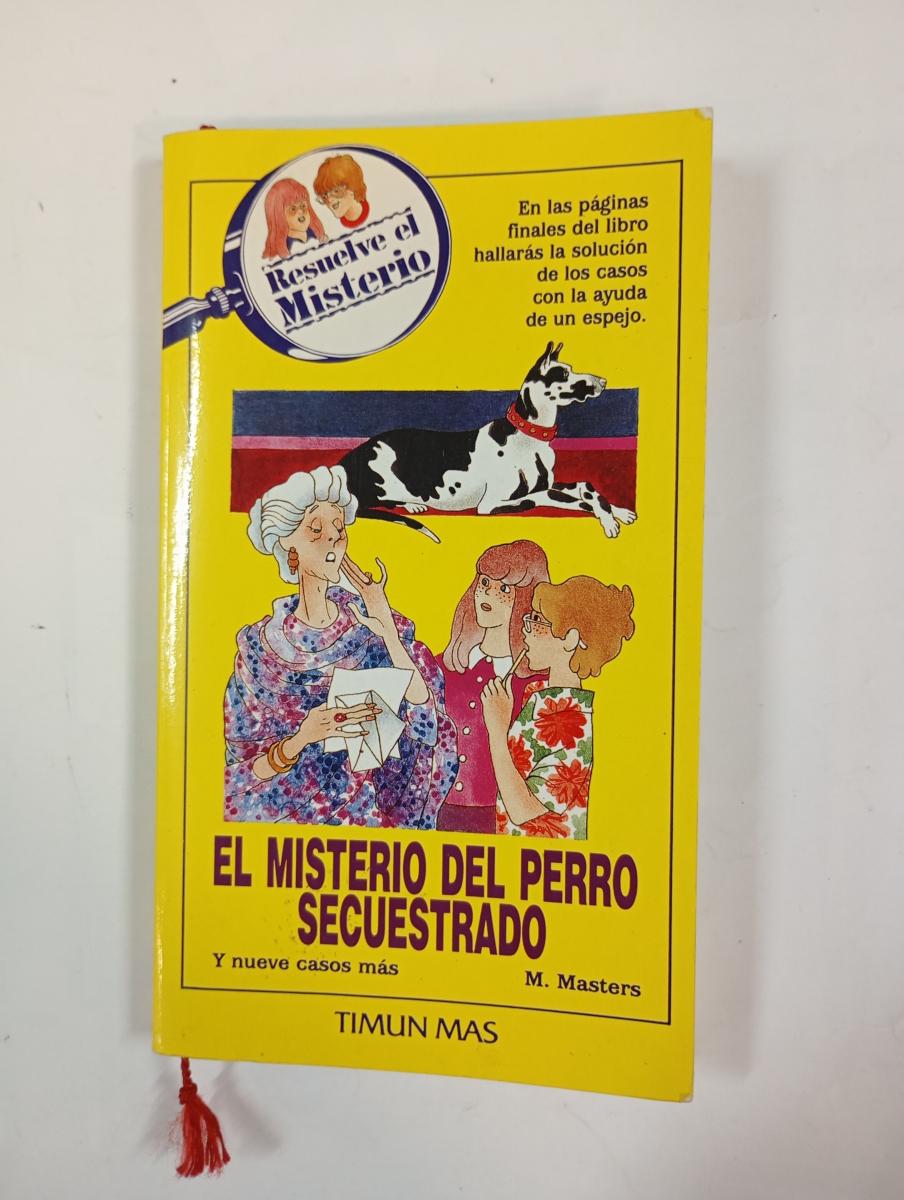 Resuelve el
Misterio
En las páginas
finales del libro
hallarás la solución
de los casos
con la ayuda
de un espejo.
EL MISTERIO DEL PERRO
SECUESTRADO
Y nueve casos más
M. Masters
TIMUN MAS